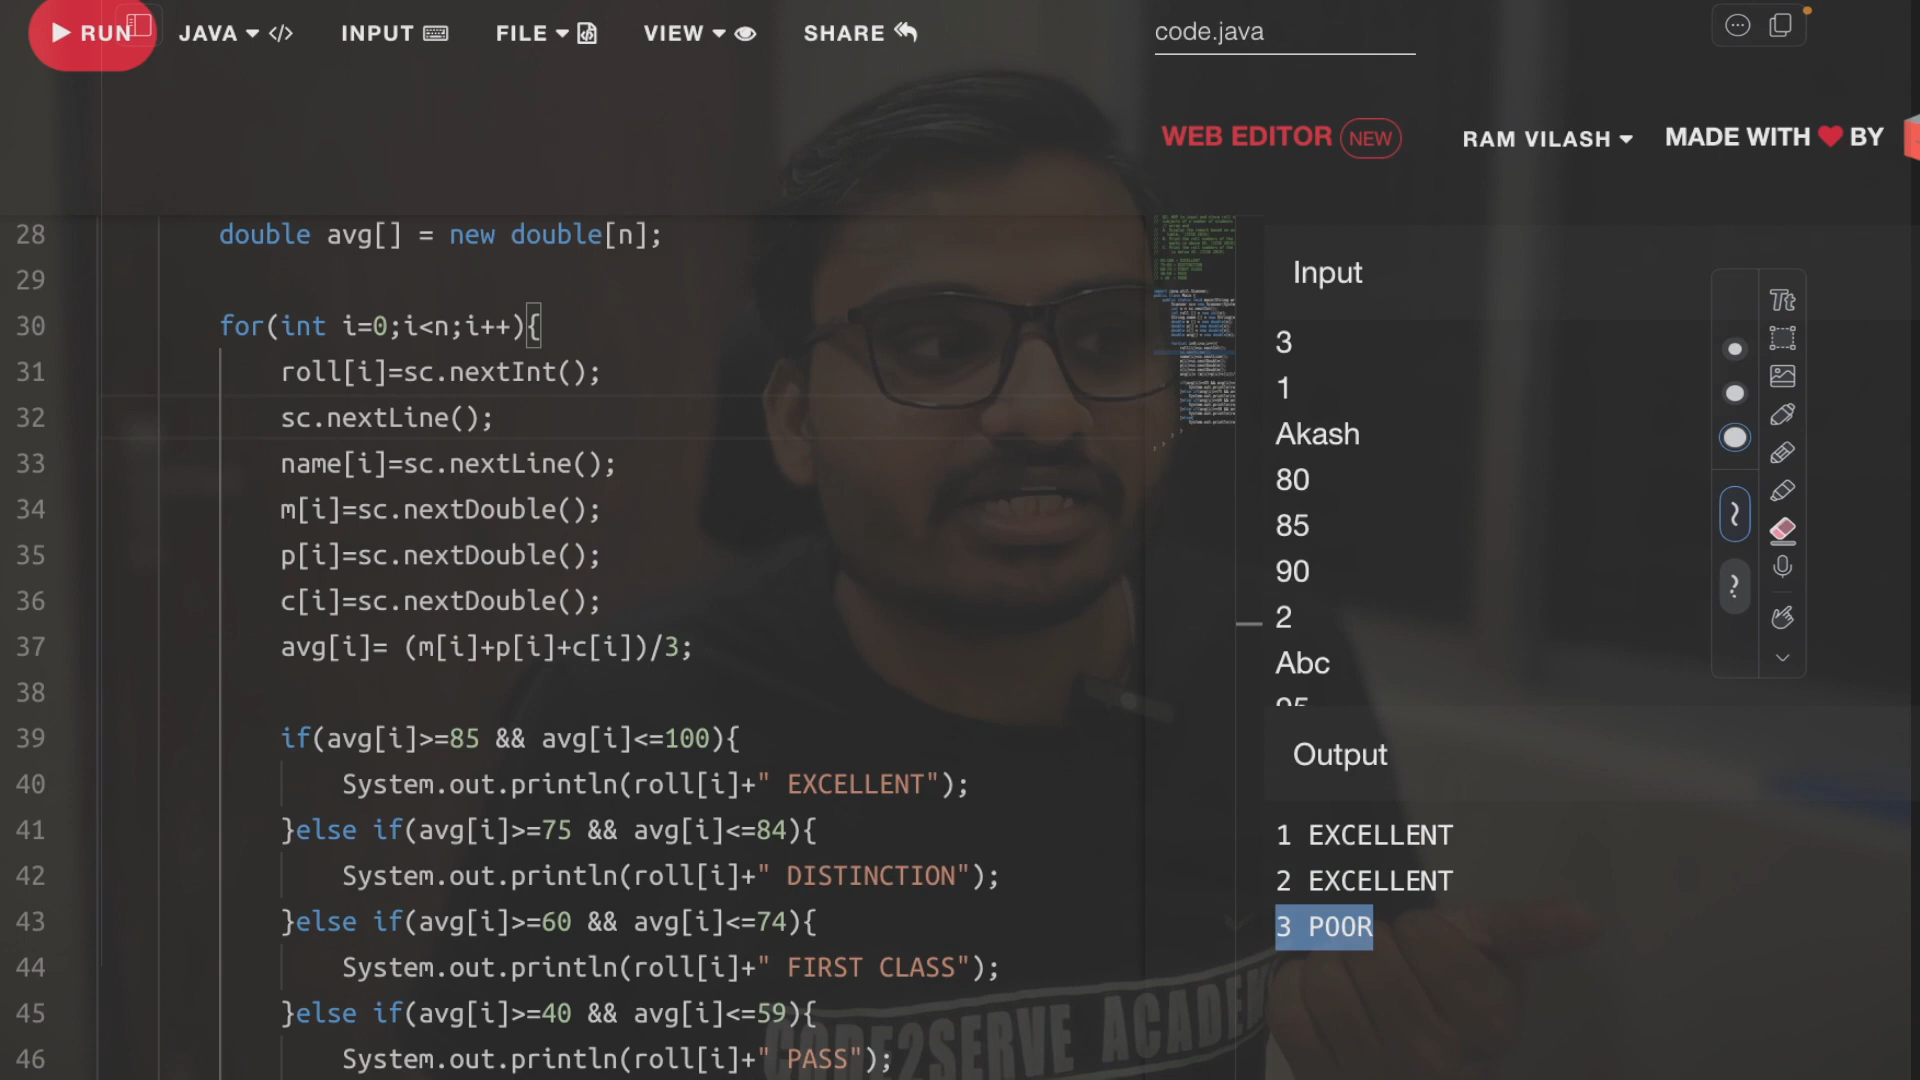 RUN JAVA </> INPUT FILE VIEW SHARE code.java
WEB EDITOR NEW RAM VILASH MADE WITH BY
28 double avg[] = new double[n];
29
30 for(int i=0;i<n;i++){
31 roll[i]=sc.nextInt();
32 sc.nextLine();
33 name[i]=sc.nextLine();
34 m[i]=sc.nextDouble();
35 p[i]=sc.nextDouble();
36 c[i]=sc.nextDouble();
37 avg[i]= (m[i]+p[i]+c[i])/3;
38
39 if(avg[i]>=85 && avg[i]<=100){
40 System.out.println(roll[i]+" EXCELLENT");
41 }else if(avg[i]>=75 && avg[i]<=84){
42 System.out.println(roll[i]+" DISTINCTION");
43 }else if(avg[i]>=60 && avg[i]<=74){
44 System.out.println(roll[i]+" FIRST CLASS");
45 }else if(avg[i]>=40 && avg[i]<=59){
46 System.out.println(roll[i]+" PASS");
Input
3
1
Akash
80
85
90
2
Abc
Output
1 EXCELLENT
2 EXCELLENT
3 POOR
Tt
CODE2SERVE ACADEM